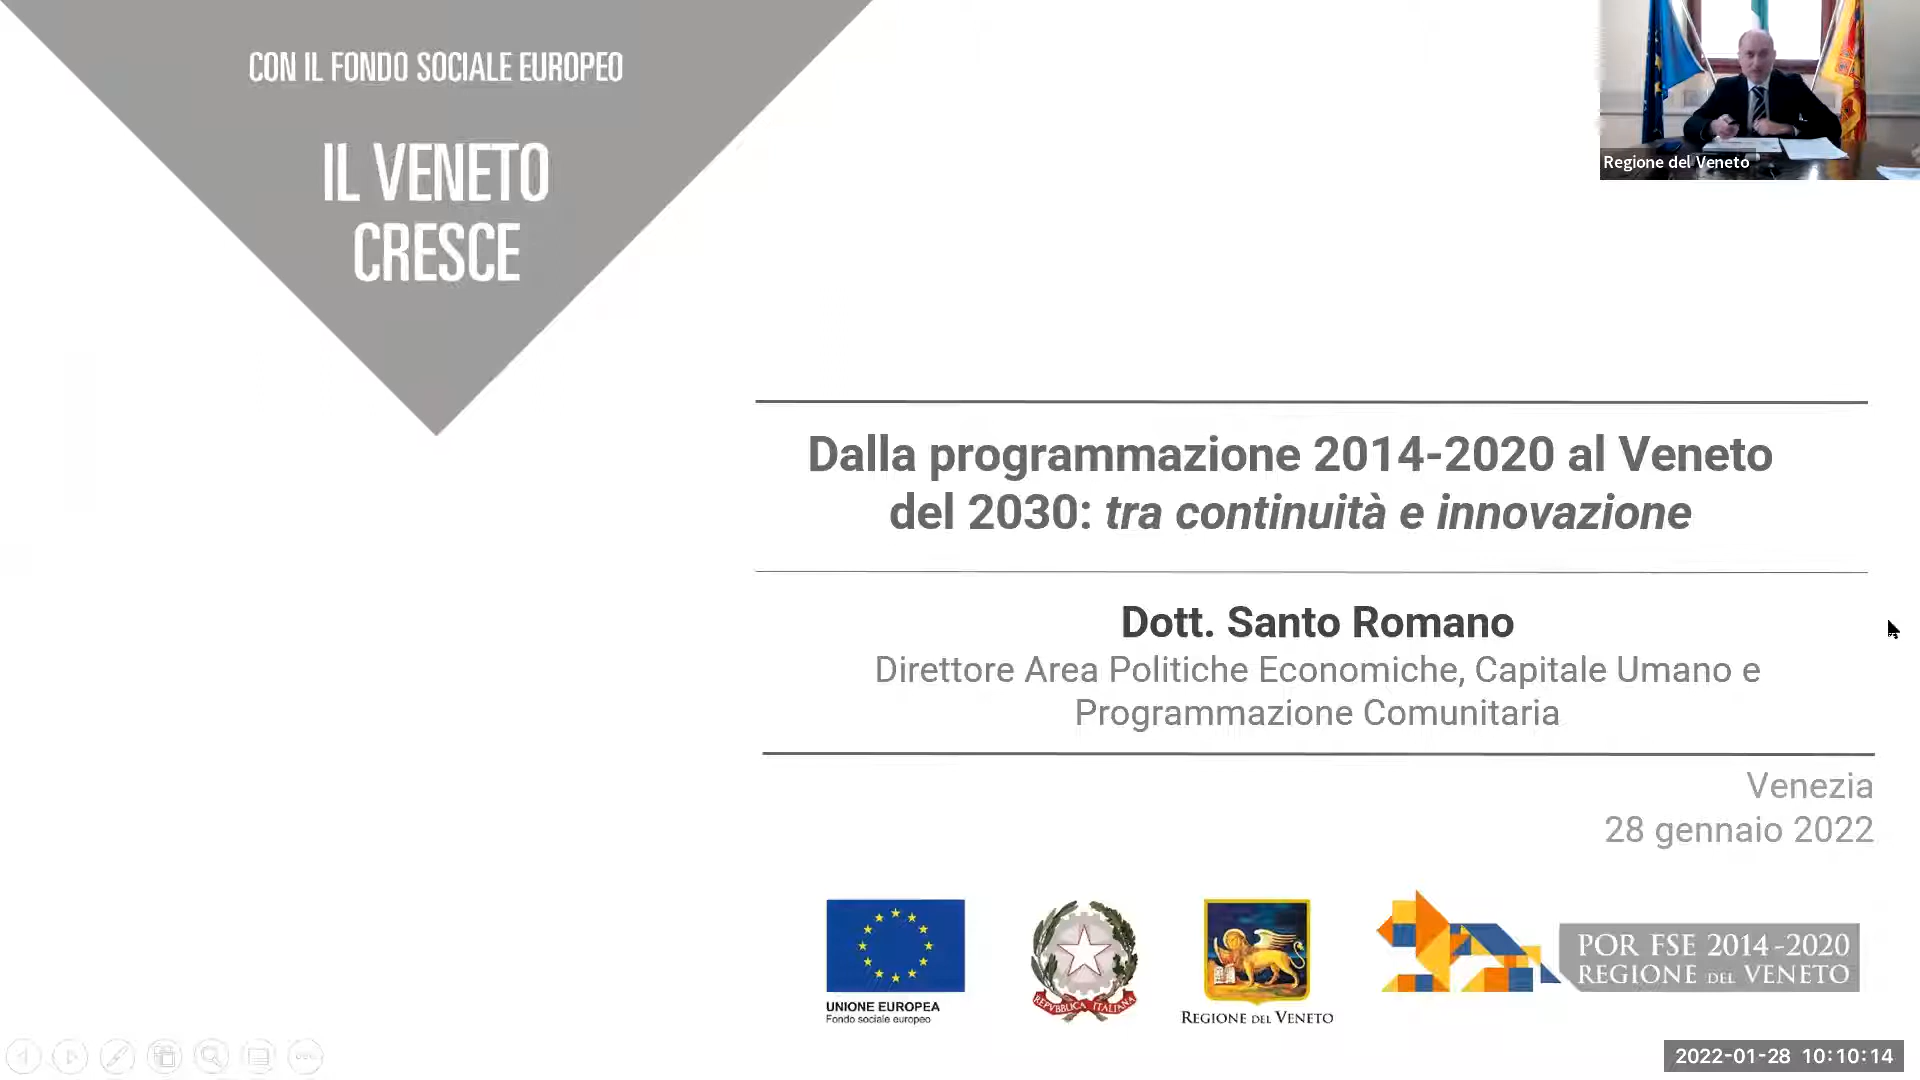 CON IL FONDO SOCIALE EUROPEO
IL VENETO
CRESCE
Regione del Veneto
Dalla programmazione 2014-2020 al Veneto
del 2030: tra continuità e innovazione
Dott. Santo Romano
Direttore Area Politiche Economiche, Capitale Umano e
Programmazione Comunitaria
Venezia
28 gennaio 2022
UNIONE EUROPEA
Fondo sociale europeo
REPVBBLICA ITALIANA
REGIONE DEL VENETO
POR FSE 2014-2020
REGIONE DEL VENETO
2022-01-28 10:10:14